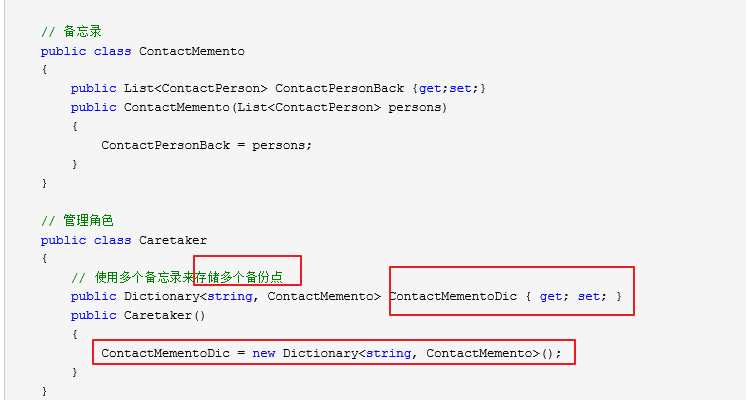 // 备忘录
public class ContactMemento
{
public List<ContactPerson> ContactPersonBack {get;set;}
public ContactMemento(List<ContactPerson> persons)
{
ContactPersonBack = persons;
}
}
// 管理角色
public class Caretaker
{
// 使用多个备忘录来存储多个备份点
public Dictionary<string, ContactMemento> ContactMementoDic { get; set; }
public Caretaker()
{
ContactMementoDic = new Dictionary<string, ContactMemento>();
}
}